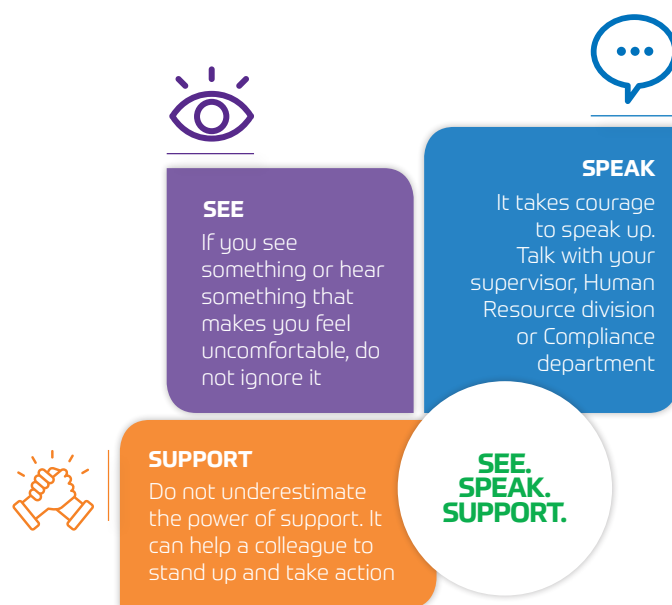 SEE
If you see
something or hear
something that
makes you feel
uncomfortable, do
not ignore it
SPEAK
It takes courage
to speak up.
Talk with your
supervisor, Human
Resource division
or Compliance
department
SUPPORT
Do not underestimate
the power of support. It
can help a colleague to
stand up and take action
SEE.
SPEAK.
SUPPORT.